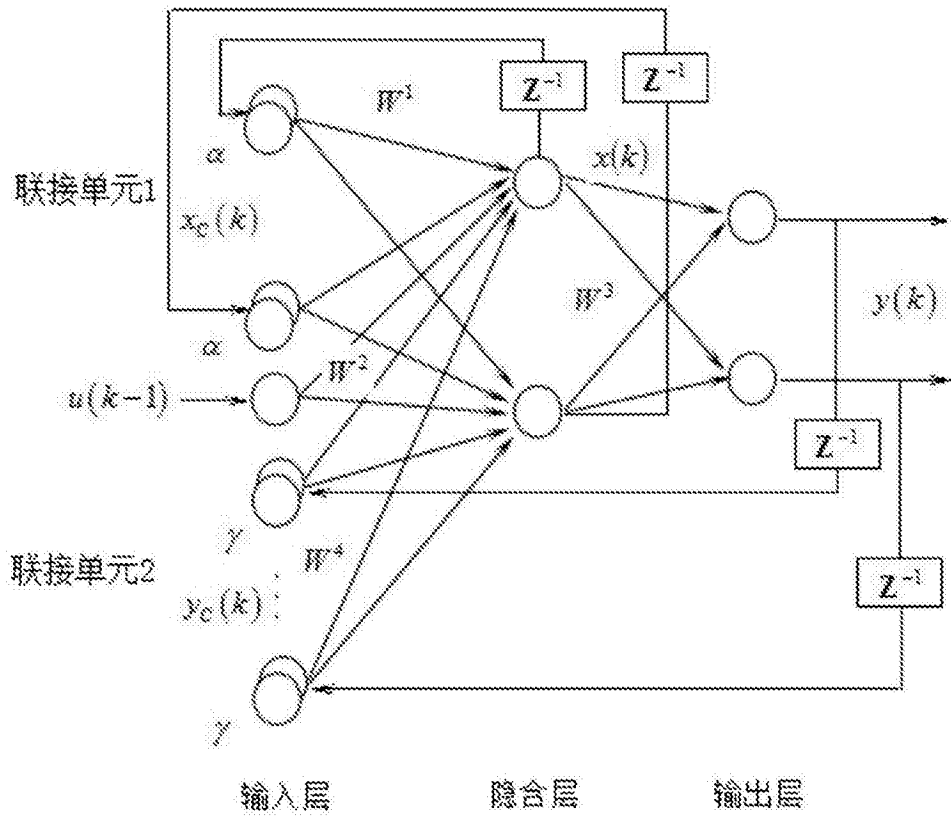 Z⁻¹
Z⁻¹
W¹
α
x(k)
联接单元1
x_c(k)
α
W³
y(k)
W²
u(k−1)
Z⁻¹
γ
W⁴
联接单元2
Z⁻¹
y_c(k)
γ
输入层 隐含层 输出层